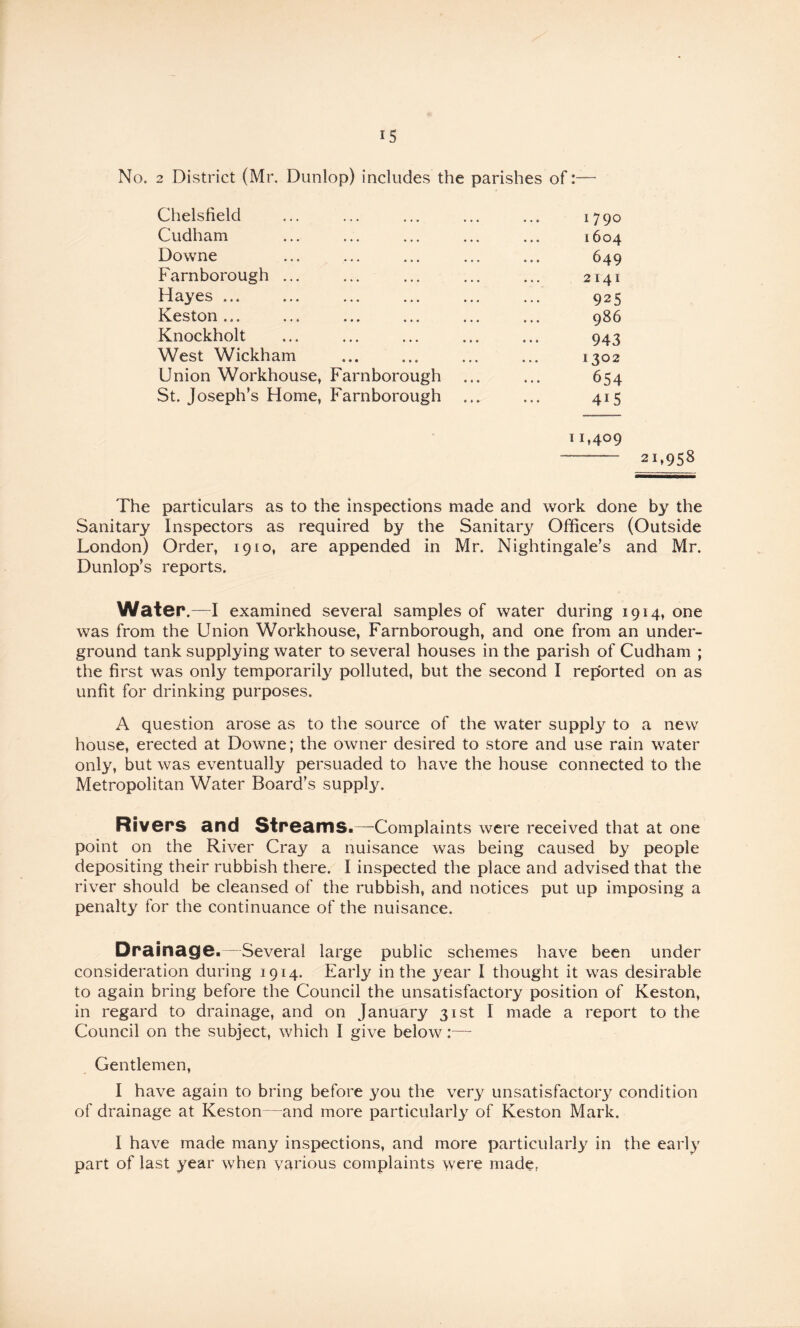 15
No. 2 District (Mr. Dunlop) includes the parishes of:—
Chelsfield ... ... ... ... ... 1790
Cudham ... ... ... ... ... 1604
Downe ... ... ... ... ... 649
Farnborough ... ... ... ... ... 2141
Hayes ... ... ... ... ... ... 925
Keston ... ... ... ... ... ... 986
Knockholt ... ... ... ... ... 943
West Wickham ... ... ... ... 1302
Union Workhouse, Farnborough ... ... 654
St. Joseph's Home, Farnborough ... ... 415
11,409
21,958
The particulars as to the inspections made and work done by the
Sanitary Inspectors as required by the Sanitary Officers (Outside
London) Order, 1910, are appended in Mr. Nightingale's and Mr.
Dunlop's reports.
Water.—I examined several samples of water during 1914, one
was from the Union Workhouse, Farnborough, and one from an under-
ground tank supplying water to several houses in the parish of Cudham ;
the first was only temporarily polluted, but the second I reported on as
unfit for drinking purposes.
A question arose as to the source of the water supply to a new
house, erected at Downe; the owner desired to store and use rain water
only, but was eventually persuaded to have the house connected to the
Metropolitan Water Board's supply.
Rivers and Streams.—Complaints were received that at one
point on the River Cray a nuisance was being caused by people
depositing their rubbish there. I inspected the place and advised that the
river should be cleansed of the rubbish, and notices put up imposing a
penalty for the continuance of the nuisance.
Drainage.—Several large public schemes have been under
consideration during 1914. Early in the year I thought it was desirable
to again bring before the Council the unsatisfactory position of Keston,
in regard to drainage, and on January 31st I made a report to the
Council on the subject, which I give below:—
Gentlemen,
I have again to bring before you the very unsatisfactory condition
of drainage at Keston—and more particularly of Keston Mark.
I have made many inspections, and more particularly in the early
part of last year when various complaints were made,